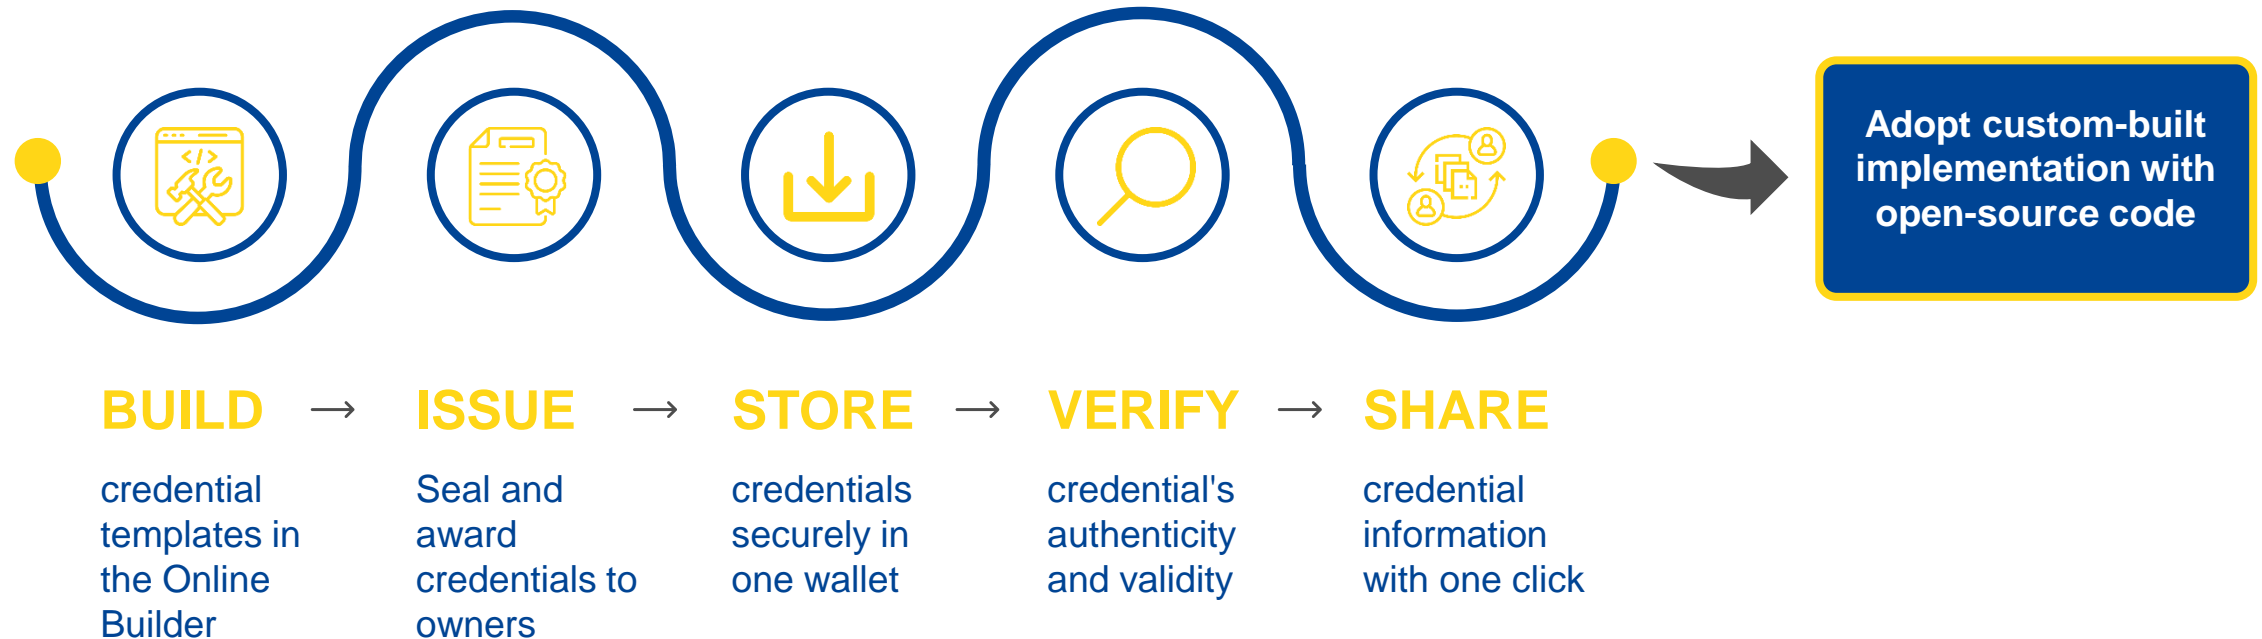 Adopt custom-built
implementation with
open-source code
BUILD → ISSUE → STORE → VERIFY → SHARE
credential
templates in
the Online
Builder
Seal and
award
credentials to
owners
credentials
securely in
one wallet
credential's
authenticity
and validity
credential
information
with one click